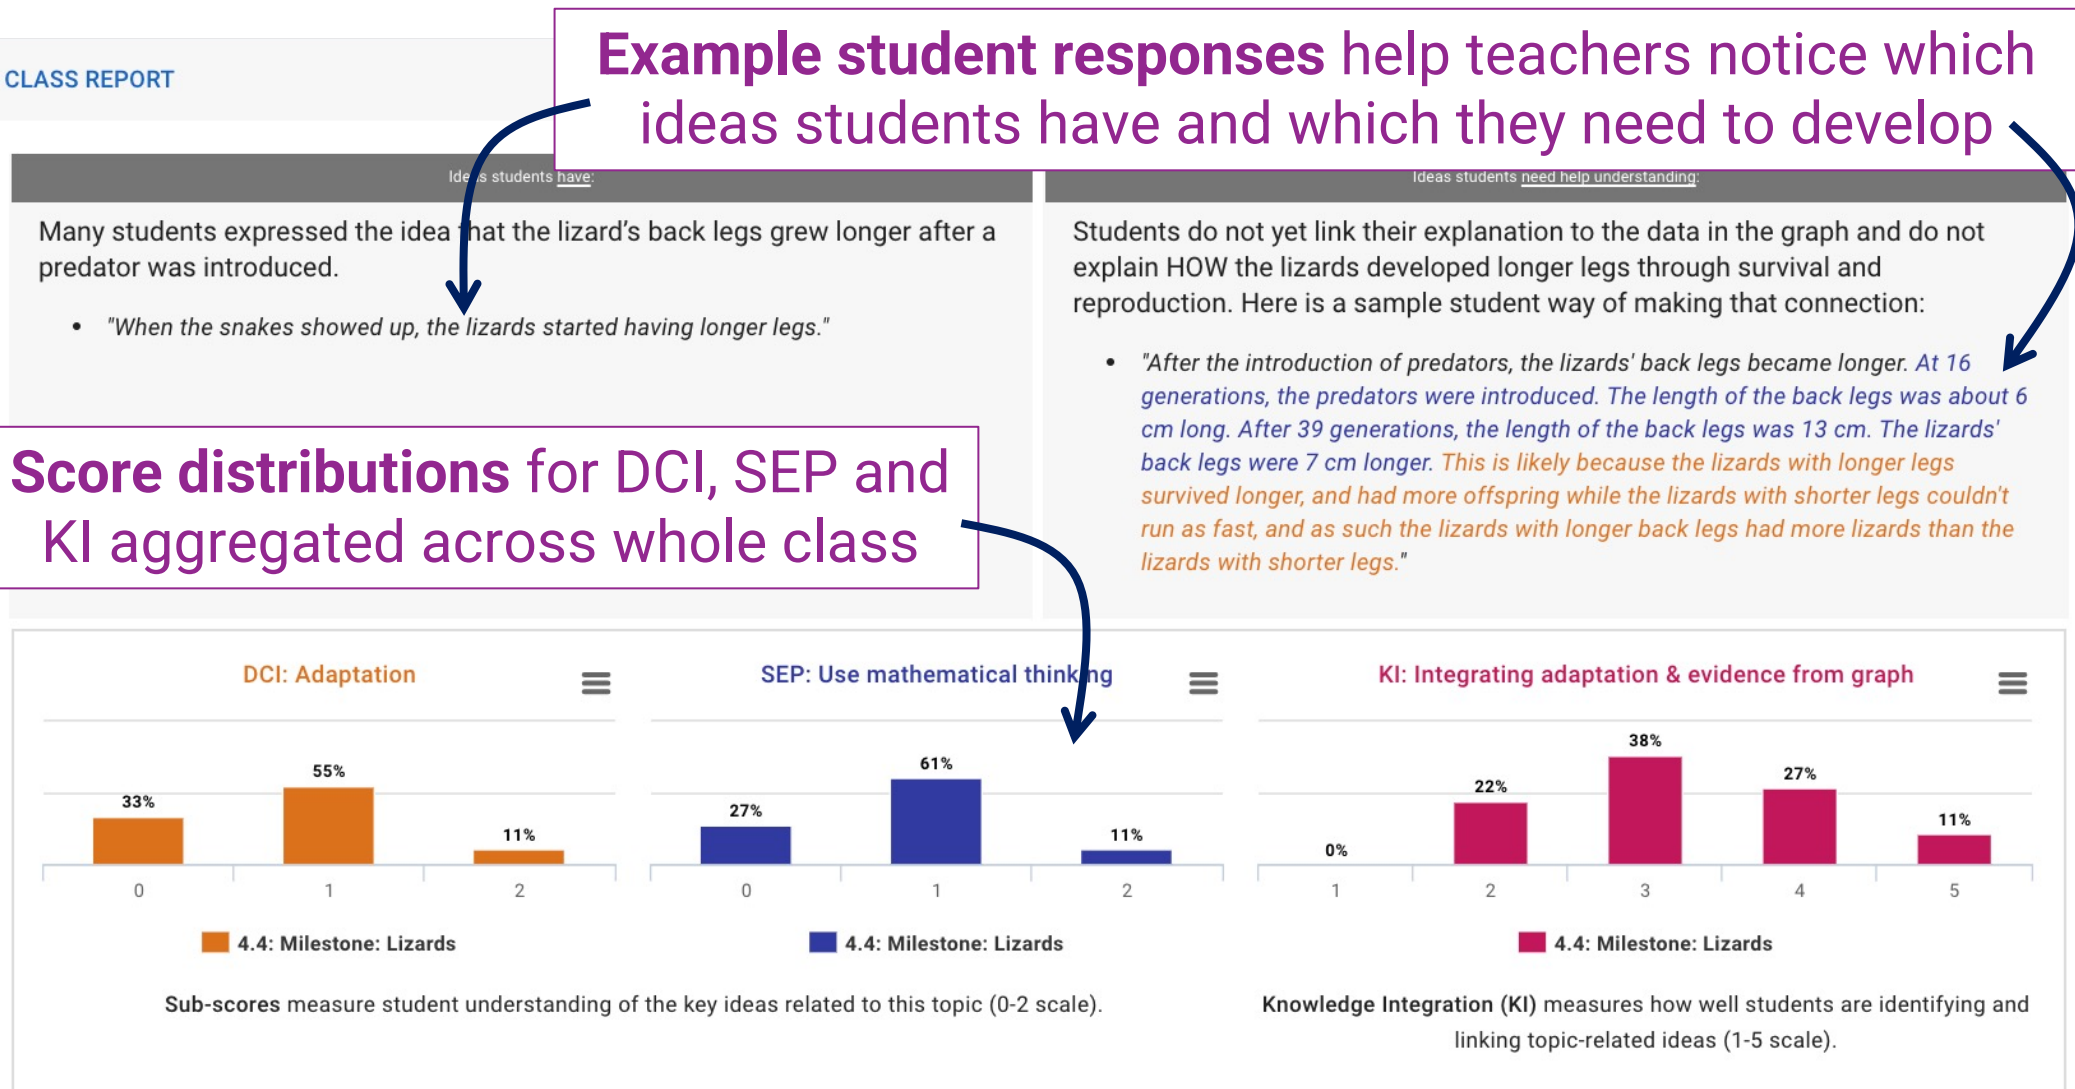 Example student responses help teachers notice which
ideas students have and which they need to develop
CLASS REPORT
Ideas students have:
Many students expressed the idea that the lizard's back legs grew longer after a
predator was introduced.
• "When the snakes showed up, the lizards started having longer legs."
Ideas students need help understanding:
Students do not yet link their explanation to the data in the graph and do not
explain HOW the lizards developed longer legs through survival and
reproduction. Here is a sample student way of making that connection:
• "After the introduction of predators, the lizards' back legs became longer. At 16
generations, the predators were introduced. The length of the back legs was about 6
cm long. After 39 generations, the length of the back legs was 13 cm. The lizards'
back legs were 7 cm longer. This is likely because the lizards with longer legs
survived longer, and had more offspring while the lizards with shorter legs couldn't
run as fast, and as such the lizards with longer back legs had more lizards than the
lizards with shorter legs."
Score distributions for DCI, SEP and
KI aggregated across whole class
DCI: Adaptation
33%
55%
11%
0 1 2
4.4: Milestone: Lizards
SEP: Use mathematical thinking
27%
61%
11%
0 1 2
4.4: Milestone: Lizards
Sub-scores measure student understanding of the key ideas related to this topic (0-2 scale).
KI: Integrating adaptation & evidence from graph
0%
22%
38%
27%
11%
1 2 3 4 5
4.4: Milestone: Lizards
Knowledge Integration (KI) measures how well students are identifying and
linking topic-related ideas (1-5 scale).